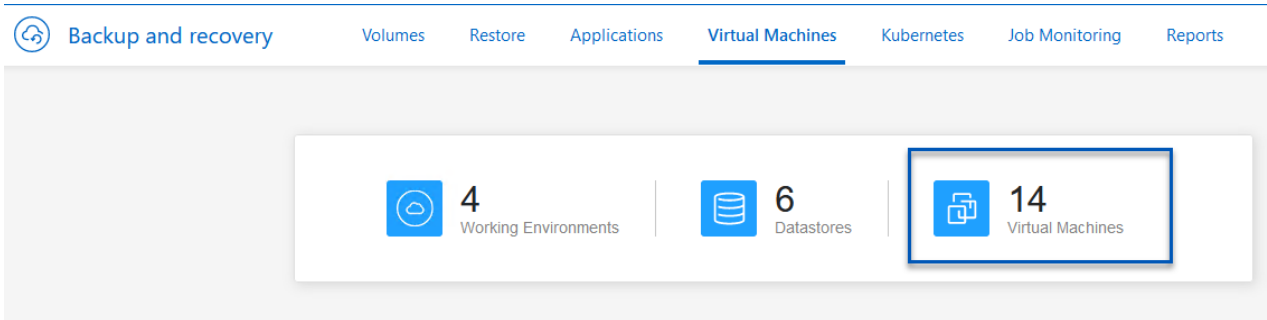 Backup and recovery Volumes Restore Applications Virtual Machines Kubernetes Job Monitoring Reports
4 6 14
Working Environments Datastores Virtual Machines